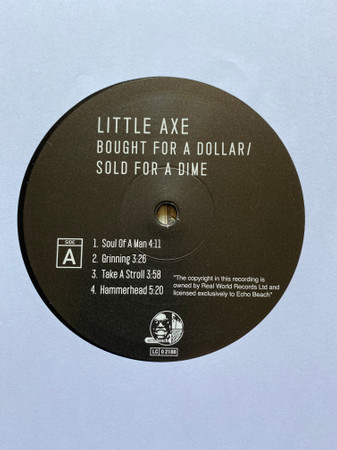 LITTLE AXE
BOUGHT FOR A DOLLAR/
SOLD FOR A DIME
SIDE
A
1. Soul Of A Man 4:11
2. Grinning 3:26
3. Take A Stroll 3:58
4. Hammerhead 5:20
"The copyright in this recording is
owned by Real World Records Ltd and
licensed exclusively to Echo Beach"
LC 02188